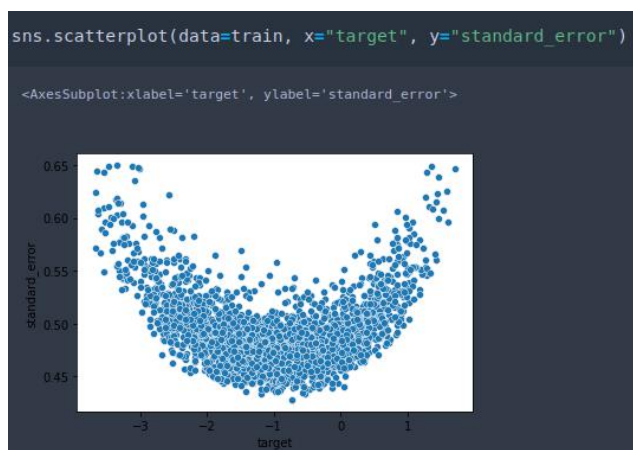 sns.scatterplot(data=train, x="target", y="standard_error")
<AxesSubplot:xlabel='target', ylabel='standard_error'>
0.65
0.60
0.55
0.50
0.45
standard_error
−3 −2 −1 0 1
target